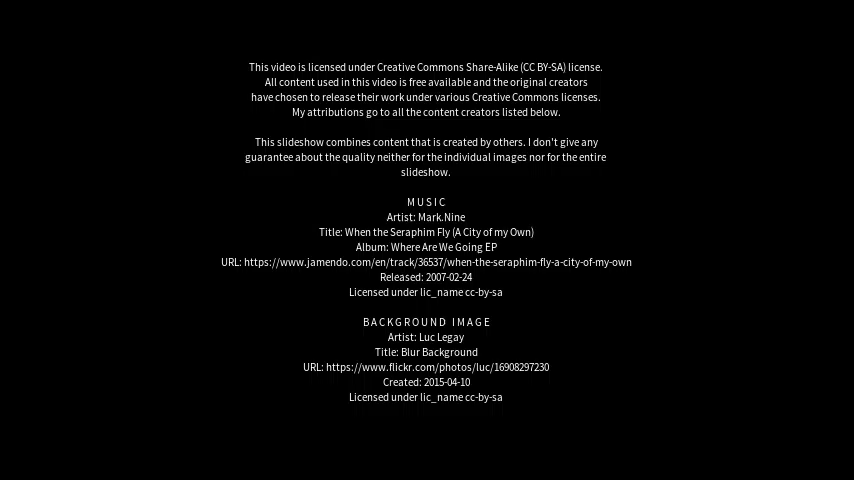 This video is licensed under Creative Commons Share-Alike (CC BY-SA) license.
All content used in this video is free available and the original creators
have chosen to release their work under various Creative Commons licenses.
My attributions go to all the content creators listed below.
This slideshow combines content that is created by others. I don't give any
guarantee about the quality neither for the individual images nor for the entire
slideshow.
MUSIC
Artist: Mark.Nine
Title: When the Seraphim Fly (A City of my Own)
Album: Where Are We Going EP
URL: https://www.jamendo.com/en/track/36537/when-the-seraphim-fly-a-city-of-my-own
Released: 2007-02-24
Licensed under lic_name cc-by-sa
BACKGROUND IMAGE
Artist: Luc Legay
Title: Blur Background
URL: https://www.flickr.com/photos/luc/16908297230
Created: 2015-04-10
Licensed under lic_name cc-by-sa